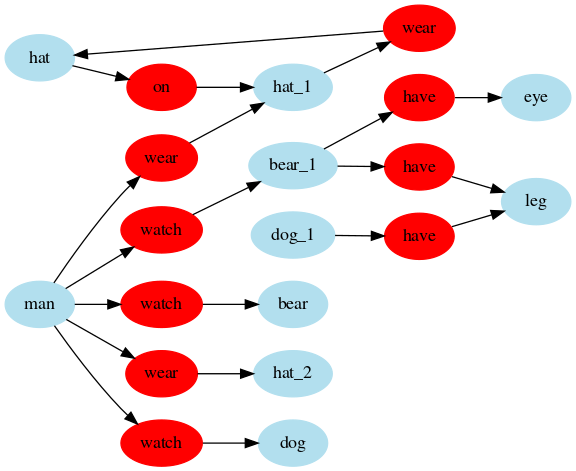 wear
hat
on
hat_1
have
eye
wear
bear_1
have
leg
watch
dog_1
have
man
watch
bear
wear
hat_2
watch
dog